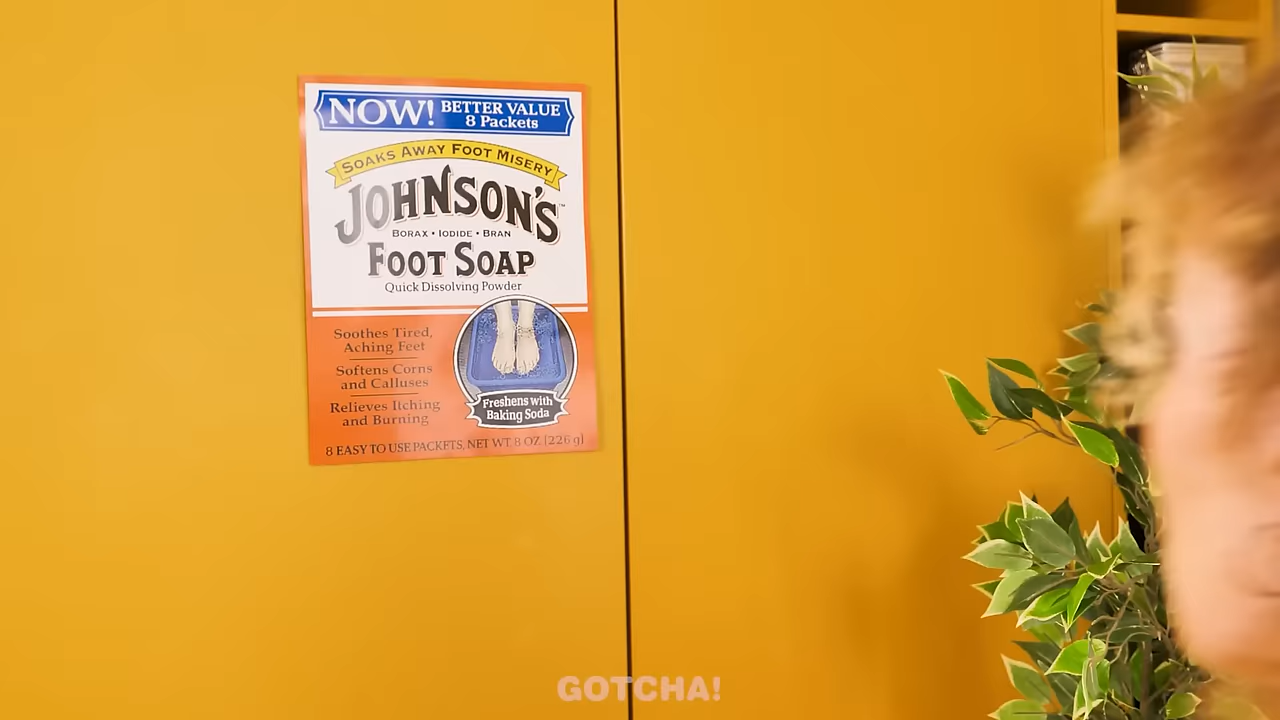 NOW! BETTER VALUE
8 Packets
SOAKS AWAY FOOT MISERY
JOHNSON'S™
BORAX • IODIDE • BRAN
FOOT SOAP
Quick Dissolving Powder
Soothes Tired,
Aching Feet
Softens Corns
and Calluses
Relieves Itching
and Burning
Freshens with
Baking Soda
8 EASY TO USE PACKETS, NET WT. 8 OZ. (226 g)
GOTCHA!